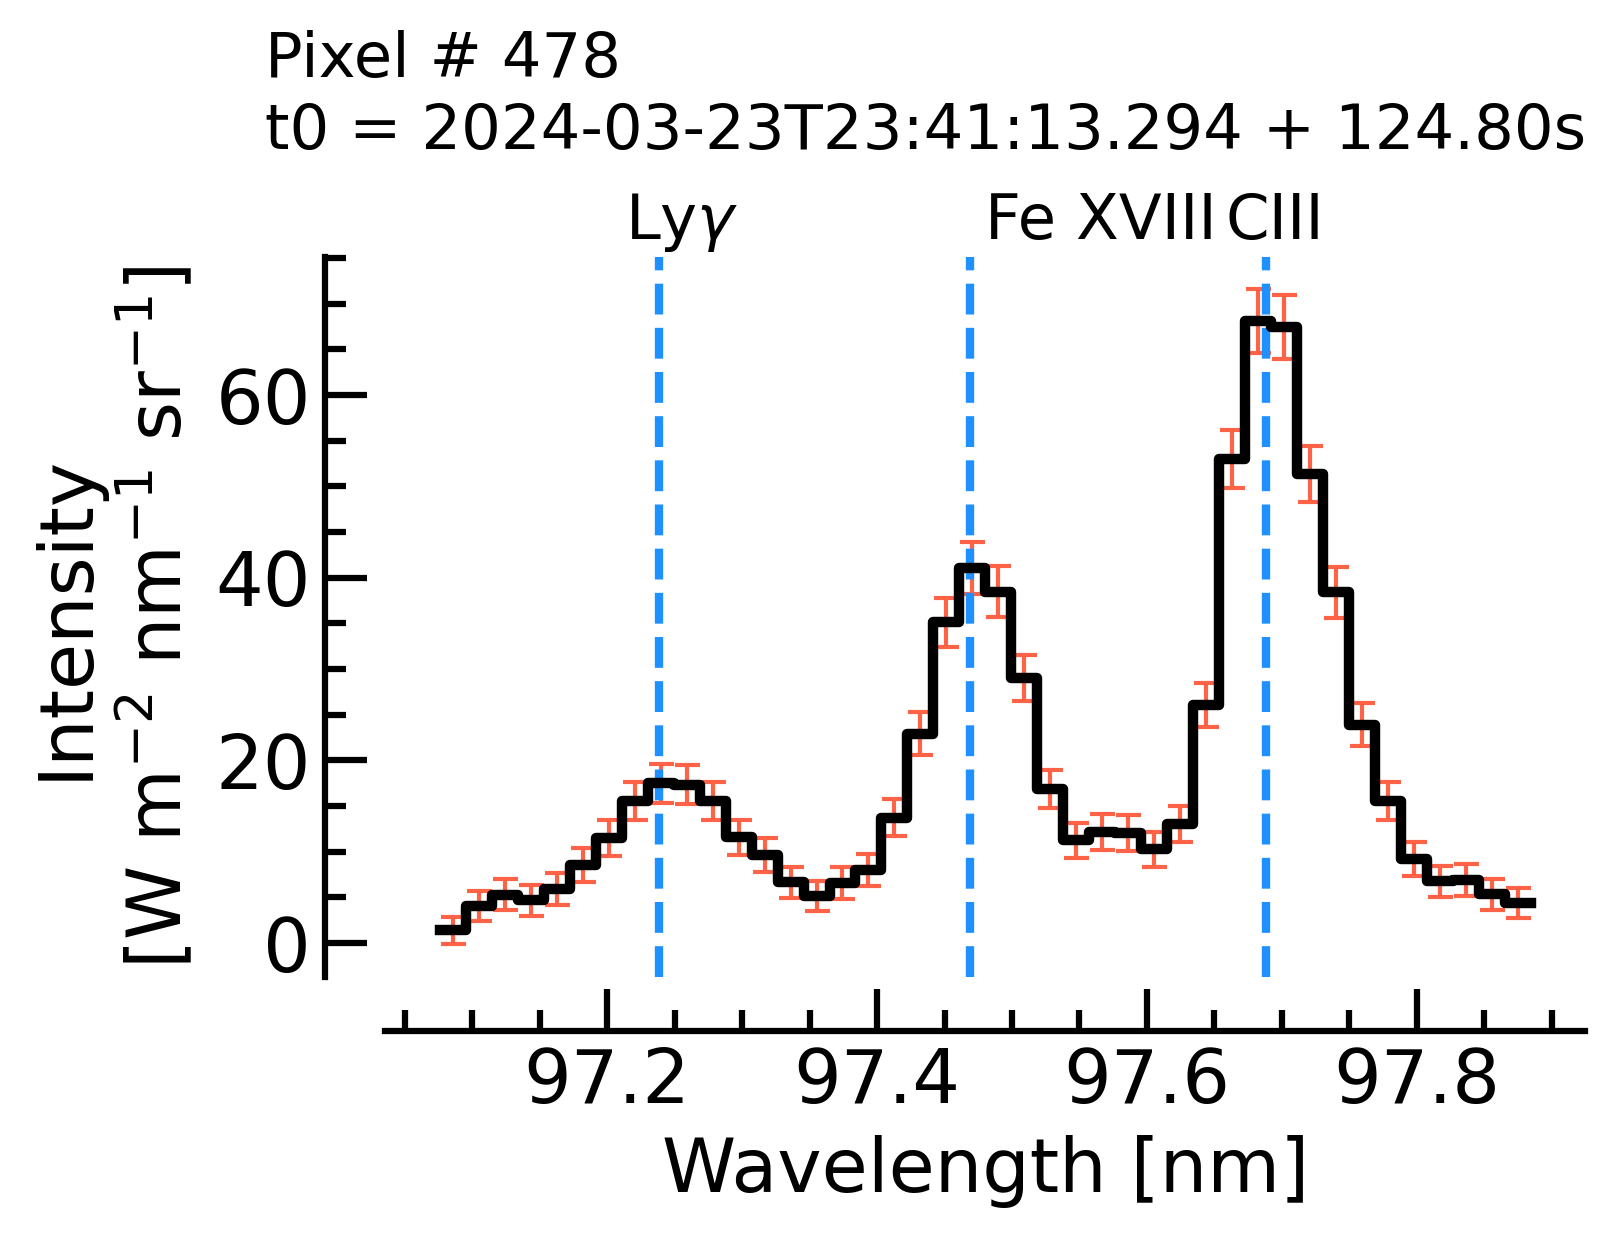 Pixel # 478
t0 = 2024-03-23T23:41:13.294 + 124.80s
Lyγ Fe XVIII CIII
Intensity
[W m⁻² nm⁻¹ sr⁻¹]
60
40
20
0
97.2 97.4 97.6 97.8
Wavelength [nm]